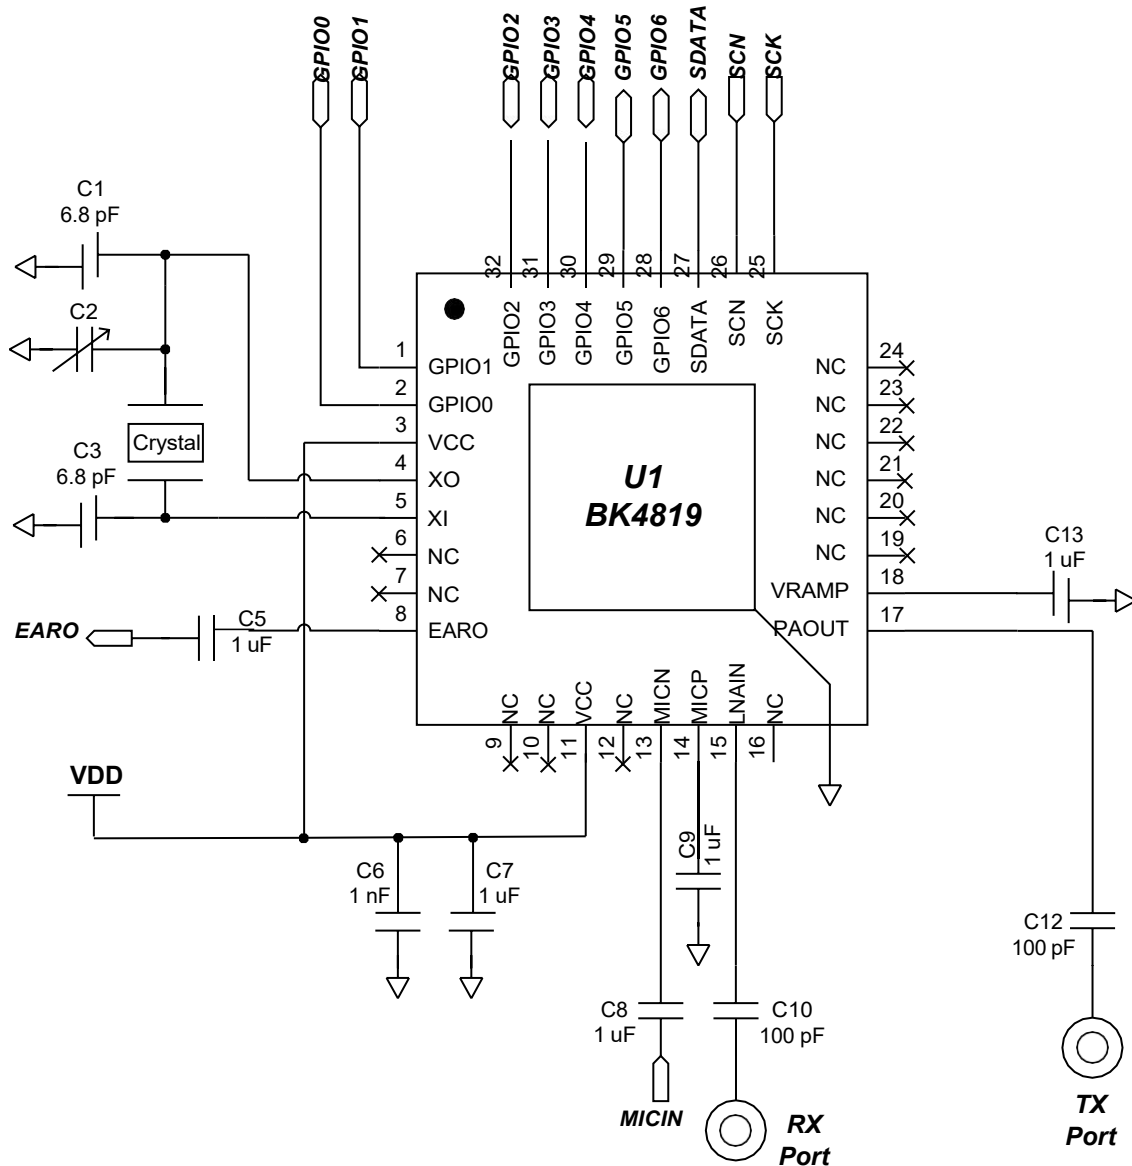 GPIO0
GPIO1
GPIO2
GPIO3
GPIO4
GPIO5
GPIO6
SDATA
SCN
SCK
C1
6.8 pF
C2
C3
6.8 pF
Crystal
32
31
30
29
28
27
26
25
GPIO2
GPIO3
GPIO4
GPIO5
GPIO6
SDATA
SCN
SCK
1
GPIO1
2
GPIO0
3
VCC
4
XO
5
XI
6
NC
7
NC
8
EARO
U1
BK4819
NC
24
NC
23
NC
22
NC
21
NC
20
NC
19
VRAMP
18
PAOUT
17
C13
1 uF
EARO
C5
1 uF
NC
NC
VCC
NC
MICN
MICP
LNAIN
NC
9
10
11
12
13
14
15
16
VDD
C6
1 nF
C7
1 uF
C9
1 uF
C12
100 pF
C8
1 uF
C10
100 pF
MICIN
RX
Port
TX
Port